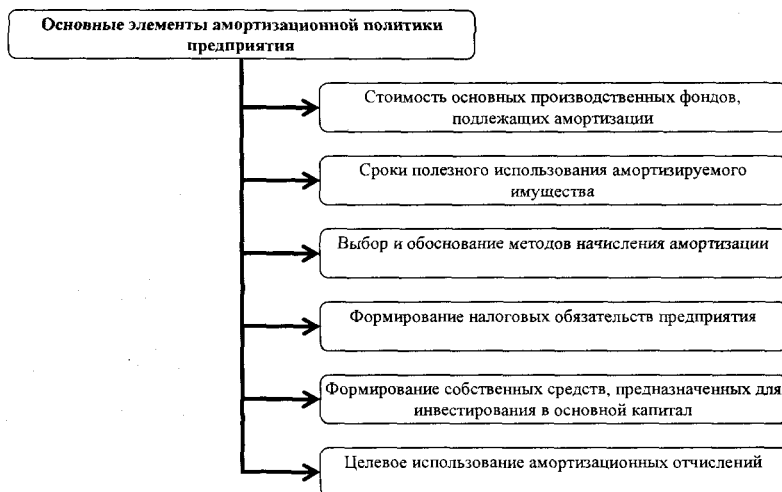 Основные элементы амортизационной политики
предприятия
Стоимость основных производственных фондов,
подлежащих амортизации
Сроки полезного использования амортизируемого
имущества
Выбор и обоснование методов начисления амортизации
Формирование налоговых обязательств предприятия
Формирование собственных средств, предназначенных для
инвестирования в основной капитал
Целевое использование амортизационных отчислений